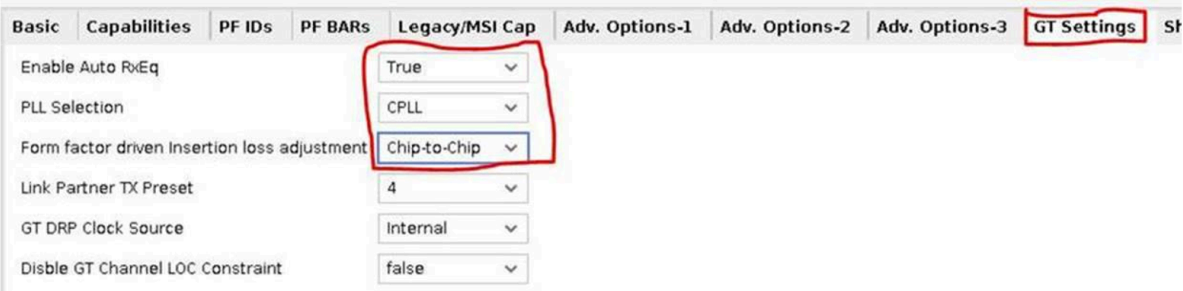 Basic Capabilities PF IDs PF BARs Legacy/MSI Cap Adv. Options-1 Adv. Options-2 Adv. Options-3 GT Settings Sh
Enable Auto RxEq True
PLL Selection CPLL
Form factor driven Insertion loss adjustment Chip-to-Chip
Link Partner TX Preset 4
GT DRP Clock Source Internal
Disble GT Channel LOC Constraint false